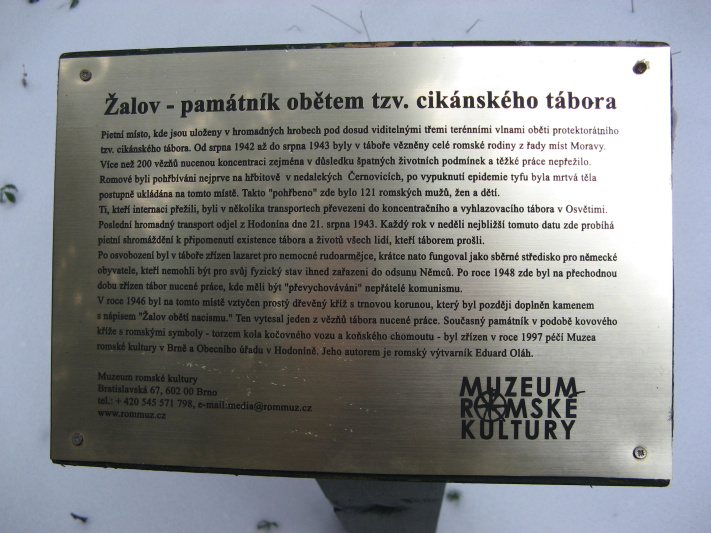 Žalov - památník obětem tzv. cikánského tábora
Pietní místo, kde jsou uloženy v hromadných hrobech pod dosud viditelnými třemi terénními vlnami oběti protektorátního
tzv. cikánského tábora. Od srpna 1942 až do srpna 1943 byly v táboře vězněny celé romské rodiny z řady míst Moravy.
Více než 200 vězňů nucenou koncentraci zejména v důsledku špatných životních podmínek a těžké práce nepřežilo.
Romové byli pohřbíváni nejprve na hřbitově v nedalekých Černovicích, po vypuknutí epidemie tyfu byla mrtvá těla
postupně ukládána na tomto místě. Takto "pohřbeno" zde bylo 121 romských mužů, žen a dětí.
Ti, kteří internaci přežili, byli v několika transportech převezeni do koncentračního a vyhlazovacího tábora v Osvětimi.
Poslední hromadný transport odjel z Hodonína dne 21. srpna 1943. Každý rok v neděli nejbližší tomuto datu zde probíhá
pietní shromáždění k připomenutí existence tábora a životů všech lidí, kteří táborem prošli.
Po osvobození byl v táboře zřízen lazaret pro nemocné rudoarmějce, krátce nato fungoval jako sběrné středisko pro německé
obyvatele, kteří nemohli být pro svůj fyzický stav ihned zařazeni do odsunu Němců. Po roce 1948 zde byl na přechodnou
dobu zřízen tábor nucené práce, kde měli být "převychováváni" nepřátelé komunismu.
V roce 1946 byl na tomto místě vztyčen prostý dřevěný kříž s trnovou korunou, který byl později doplněn kamenem
s nápisem "Žalov obětí nacismu." Ten vytesal jeden z vězňů tábora nucené práce. Současný památník v podobě kovového
kříže s romskými symboly - torzem kola kočovného vozu a koňského chomoutu - byl zřízen v roce 1997 péčí Muzea
romské kultury v Brně a Obecního úřadu v Hodoníně. Jeho autorem je romský výtvarník Eduard Oláh.
Muzeum romské kultury
Bratislavská 67, 602 00 Brno
tel.: + 420 545 571 798, e-mail:media@rommuz.cz
www.rommuz.cz
MUZEUM
ROMSKÉ
KULTURY